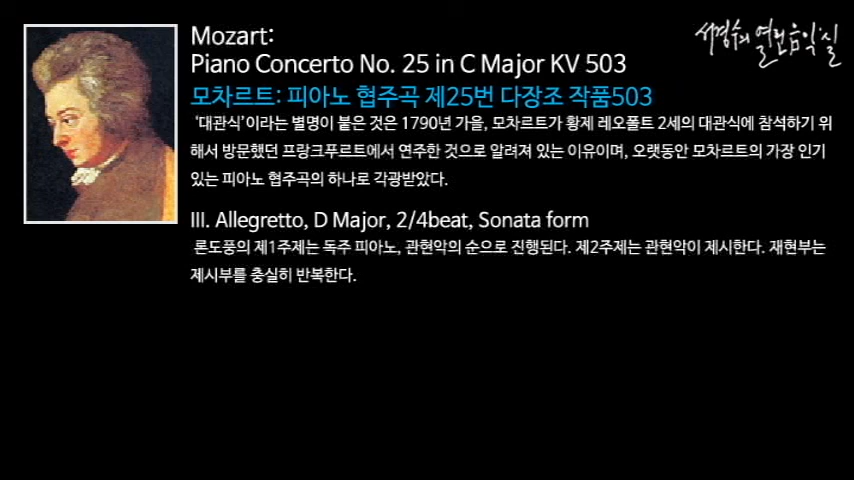 서경수의 열린음악실
Mozart:
Piano Concerto No. 25 in C Major KV 503
모차르트: 피아노 협주곡 제25번 다장조 작품503
'대관식'이라는 별명이 붙은 것은 1790년 가을, 모차르트가 황제 레오폴트 2세의 대관식에 참석하기 위
해서 방문했던 프랑크푸르트에서 연주한 것으로 알려져 있는 이유이며, 오랫동안 모차르트의 가장 인기
있는 피아노 협주곡의 하나로 각광받았다.
III. Allegretto, D Major, 2/4beat, Sonata form
론도풍의 제1주제는 독주 피아노, 관현악의 순으로 진행된다. 제2주제는 관현악이 제시한다. 재현부는
제시부를 충실히 반복한다.